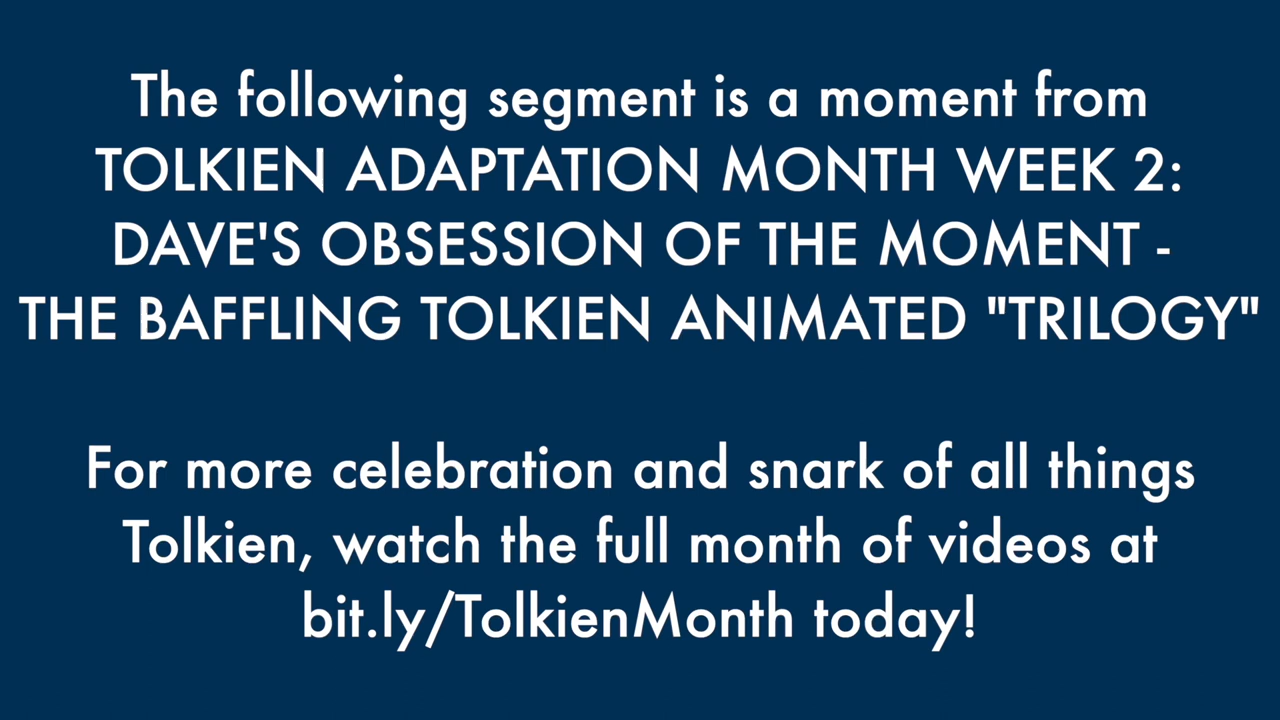 The following segment is a moment from
TOLKIEN ADAPTATION MONTH WEEK 2:
DAVE'S OBSESSION OF THE MOMENT -
THE BAFFLING TOLKIEN ANIMATED "TRILOGY"
For more celebration and snark of all things
Tolkien, watch the full month of videos at
bit.ly/TolkienMonth today!